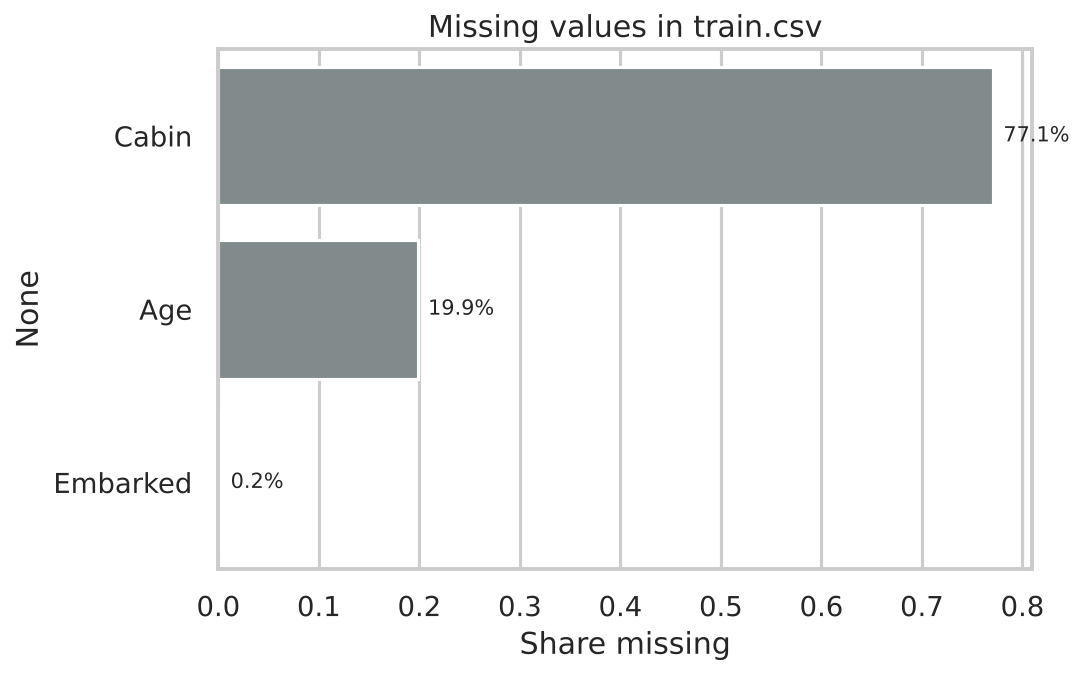 Missing values in train.csv
Cabin
77.1%
None
Age
19.9%
Embarked
0.2%
0.0 0.1 0.2 0.3 0.4 0.5 0.6 0.7 0.8
Share missing